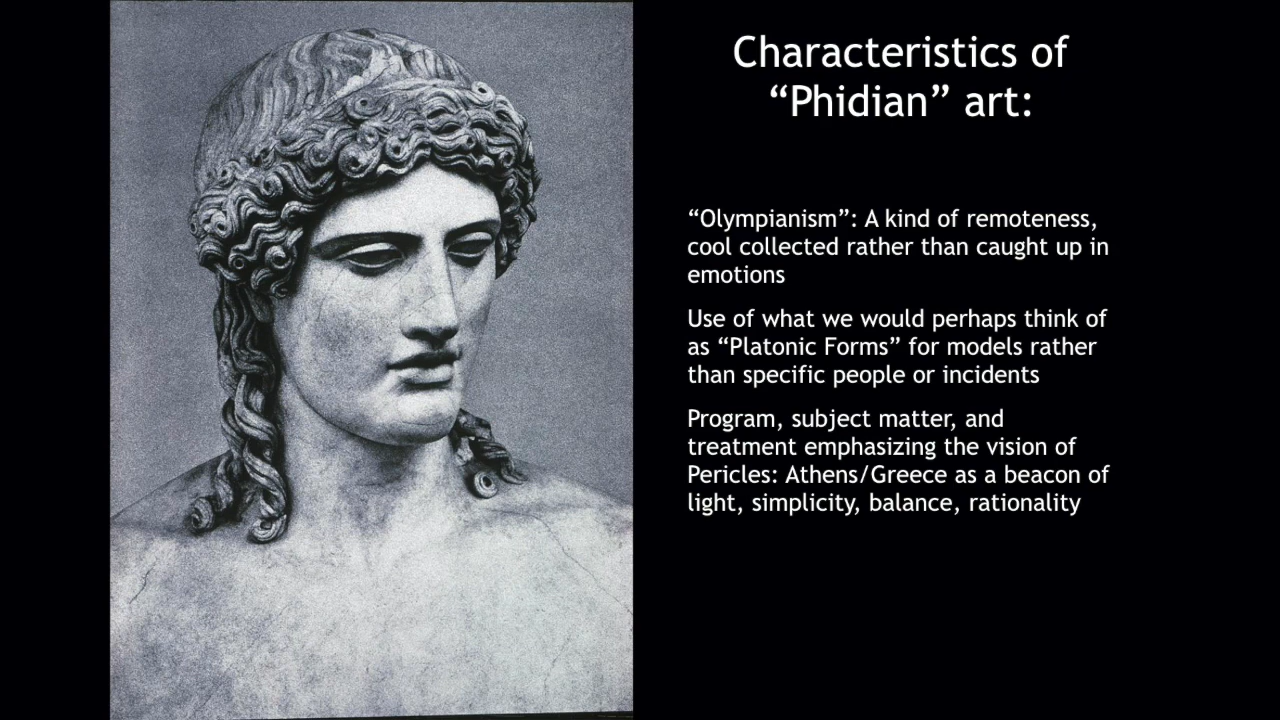 Characteristics of
“Phidian” art:
“Olympianism”: A kind of remoteness,
cool collected rather than caught up in
emotions
Use of what we would perhaps think of
as “Platonic Forms” for models rather
than specific people or incidents
Program, subject matter, and
treatment emphasizing the vision of
Pericles: Athens/Greece as a beacon of
light, simplicity, balance, rationality